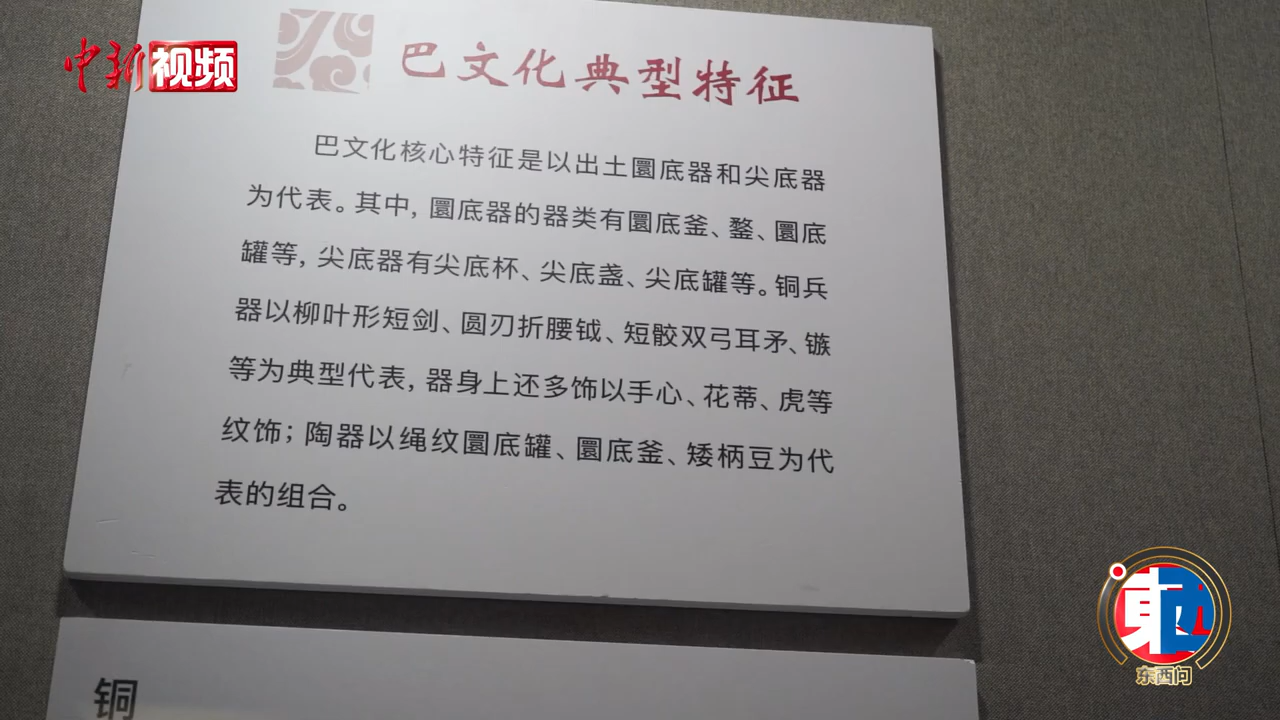 中新视频
巴文化典型特征
巴文化核心特征是以出土圜底器和尖底器
为代表。其中,圜底器的器类有圜底釜、鍪、圜底
罐等,尖底器有尖底杯、尖底盏、尖底罐等。铜兵
器以柳叶形短剑、圆刃折腰钺、短骹双弓耳矛、镞
等为典型代表,器身上还多饰以手心、花蒂、虎等
纹饰;陶器以绳纹圜底罐、圜底釜、矮柄豆为代
表的组合。
铜
東
东西问